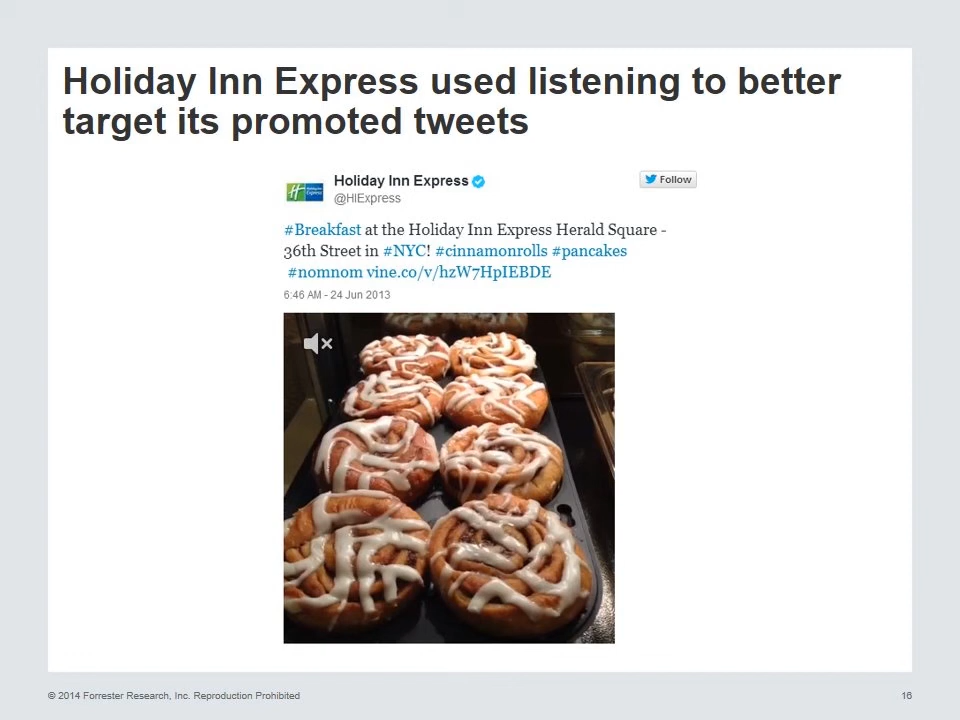 Holiday Inn Express used listening to better
target its promoted tweets
Holiday Inn Express
Follow
@HIExpress
#Breakfast at the Holiday Inn Express Herald Square -
36th Street in #NYC! #cinnamonrolls #pancakes
#nomnom vine.co/v/hzW7HpIEBDE
6:46 AM - 24 Jun 2013
© 2014 Forrester Research, Inc. Reproduction Prohibited
16